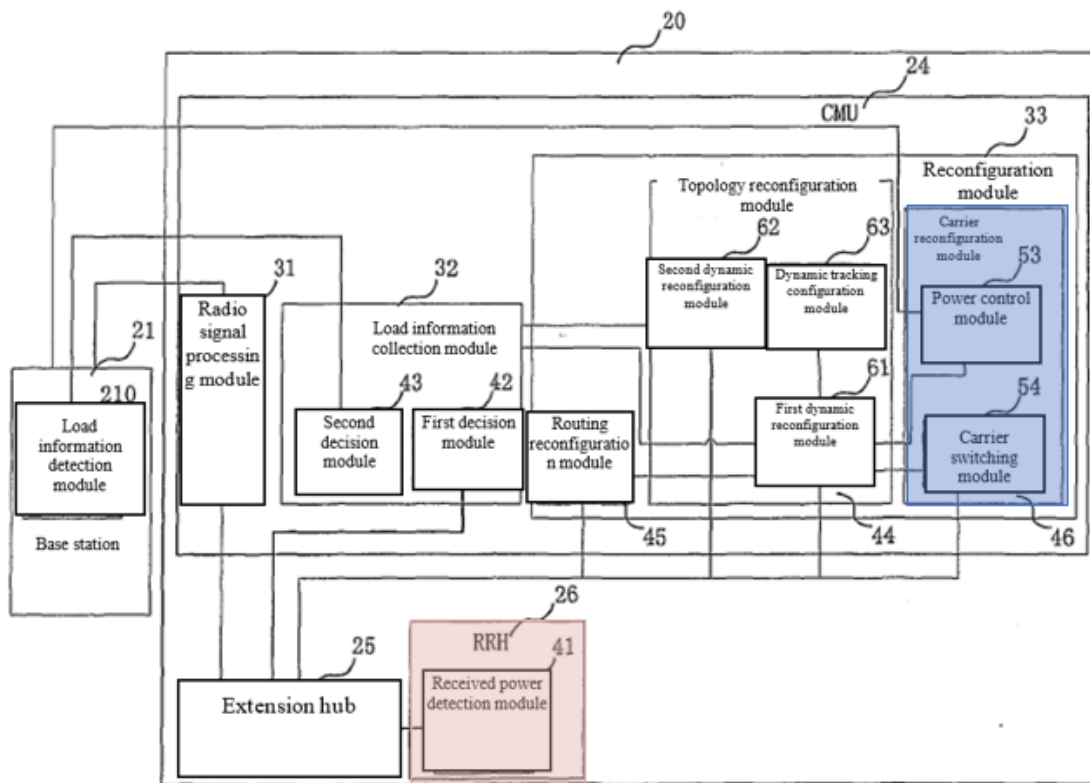 20
24
CMU
33
Reconfiguration
module
Topology reconfiguration
module
62
63
Carrier
reconfiguration
module
53
Second dynamic
reconfiguration
module
Dynamic tracking
configuration
module
Power control
module
31
32
Radio
signal
processin
g module
Load information
collection module
21
210
Load
information
detection
module
Base station
43
42
61
54
Second
decision
module
First decision
module
Routing
reconfiguratio
n module
First dynamic
reconfiguration
module
Carrier
switching
module
45
44
46
26
RRH
25
41
Extension hub
Received power
detection module